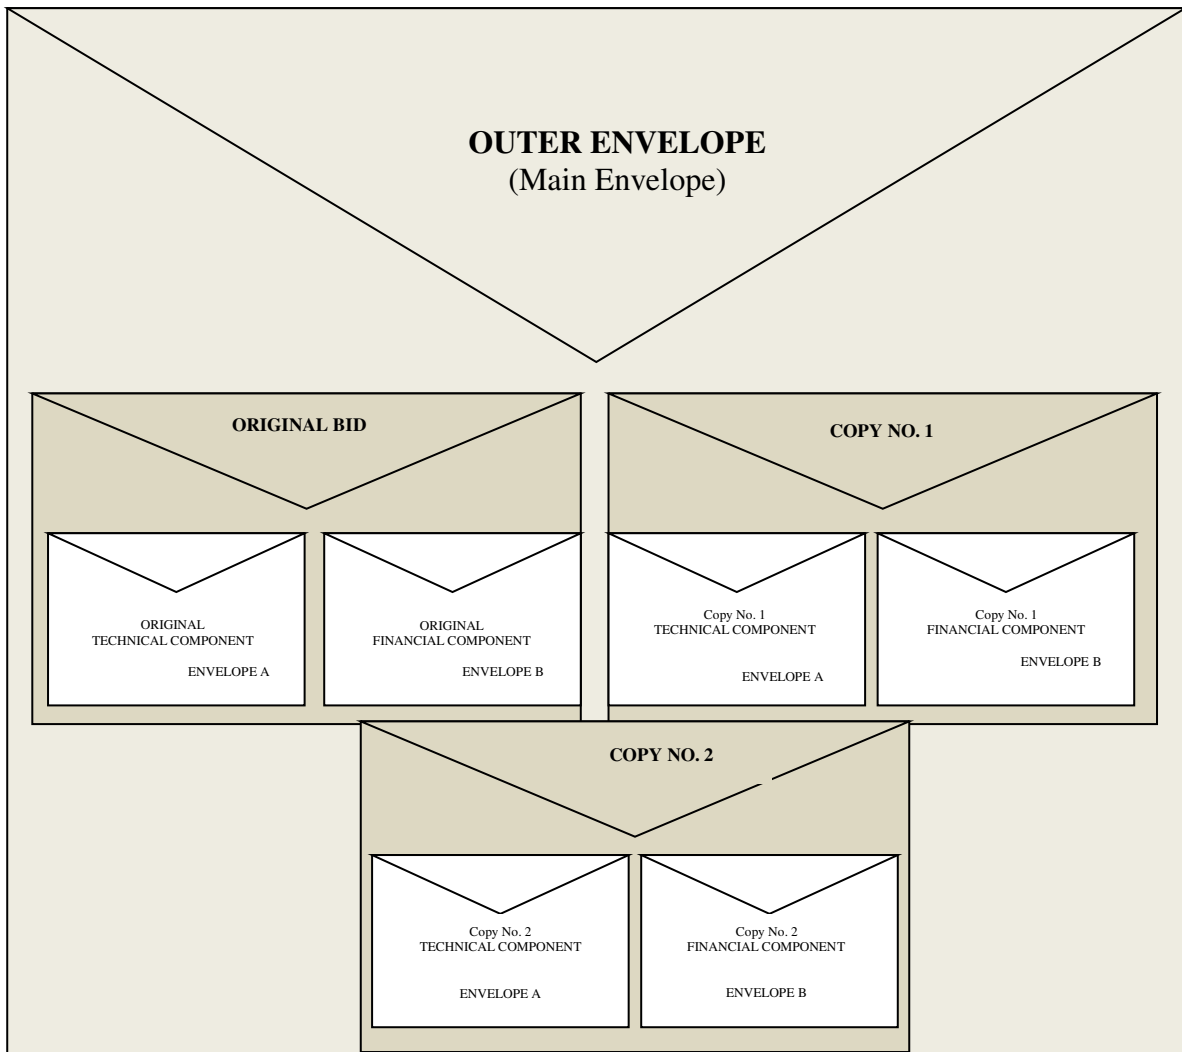 OUTER ENVELOPE
(Main Envelope)
ORIGINAL BID
ORIGINAL
TECHNICAL COMPONENT
ENVELOPE A
ORIGINAL
FINANCIAL COMPONENT
ENVELOPE B
COPY NO. 1
Copy No. 1
TECHNICAL COMPONENT
ENVELOPE A
Copy No. 1
FINANCIAL COMPONENT
ENVELOPE B
COPY NO. 2
Copy No. 2
TECHNICAL COMPONENT
ENVELOPE A
Copy No. 2
FINANCIAL COMPONENT
ENVELOPE B